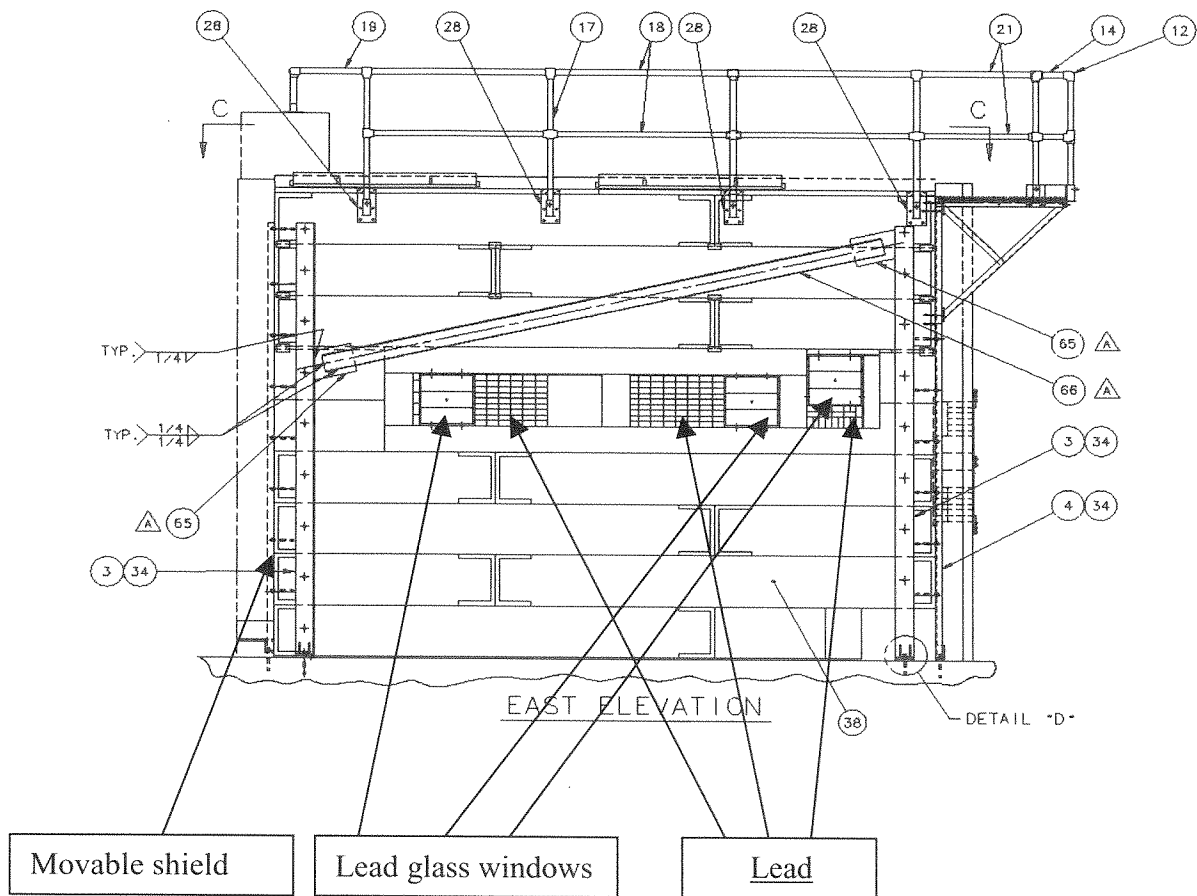 26
19
28
17
18
28
28
21
14
12
C
C
65 A
66 A
TYP. 1/4
TYP. 1/4 1/4
3 34
4 34
A 65
3 34
EAST ELEVATION
38
DETAIL "D"
Movable shield
Lead glass windows
Lead